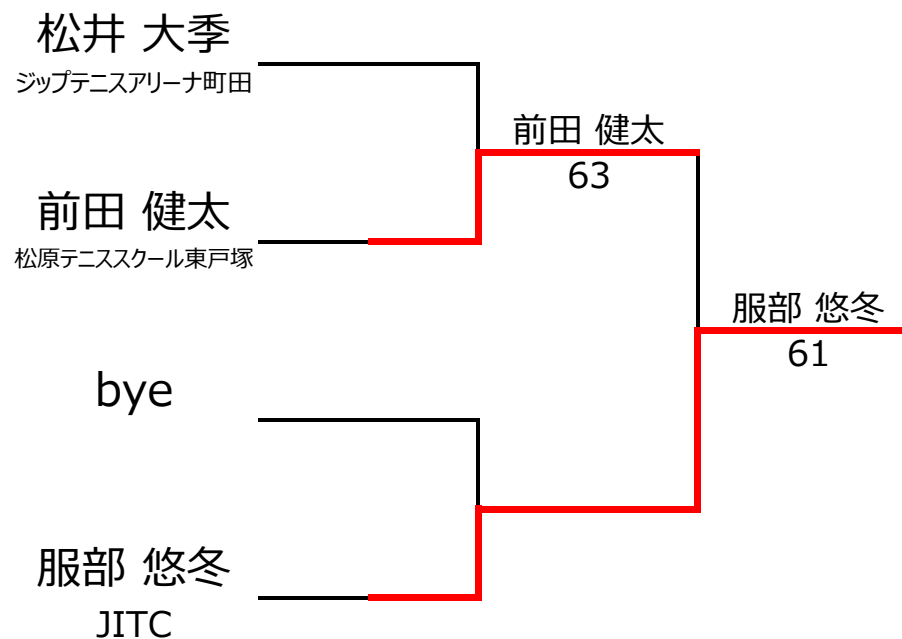 松井 大季
ジップテニスアリーナ町田
前田 健太
63
前田 健太
松原テニススクール東戸塚
服部 悠冬
61
bye
服部 悠冬
JITC